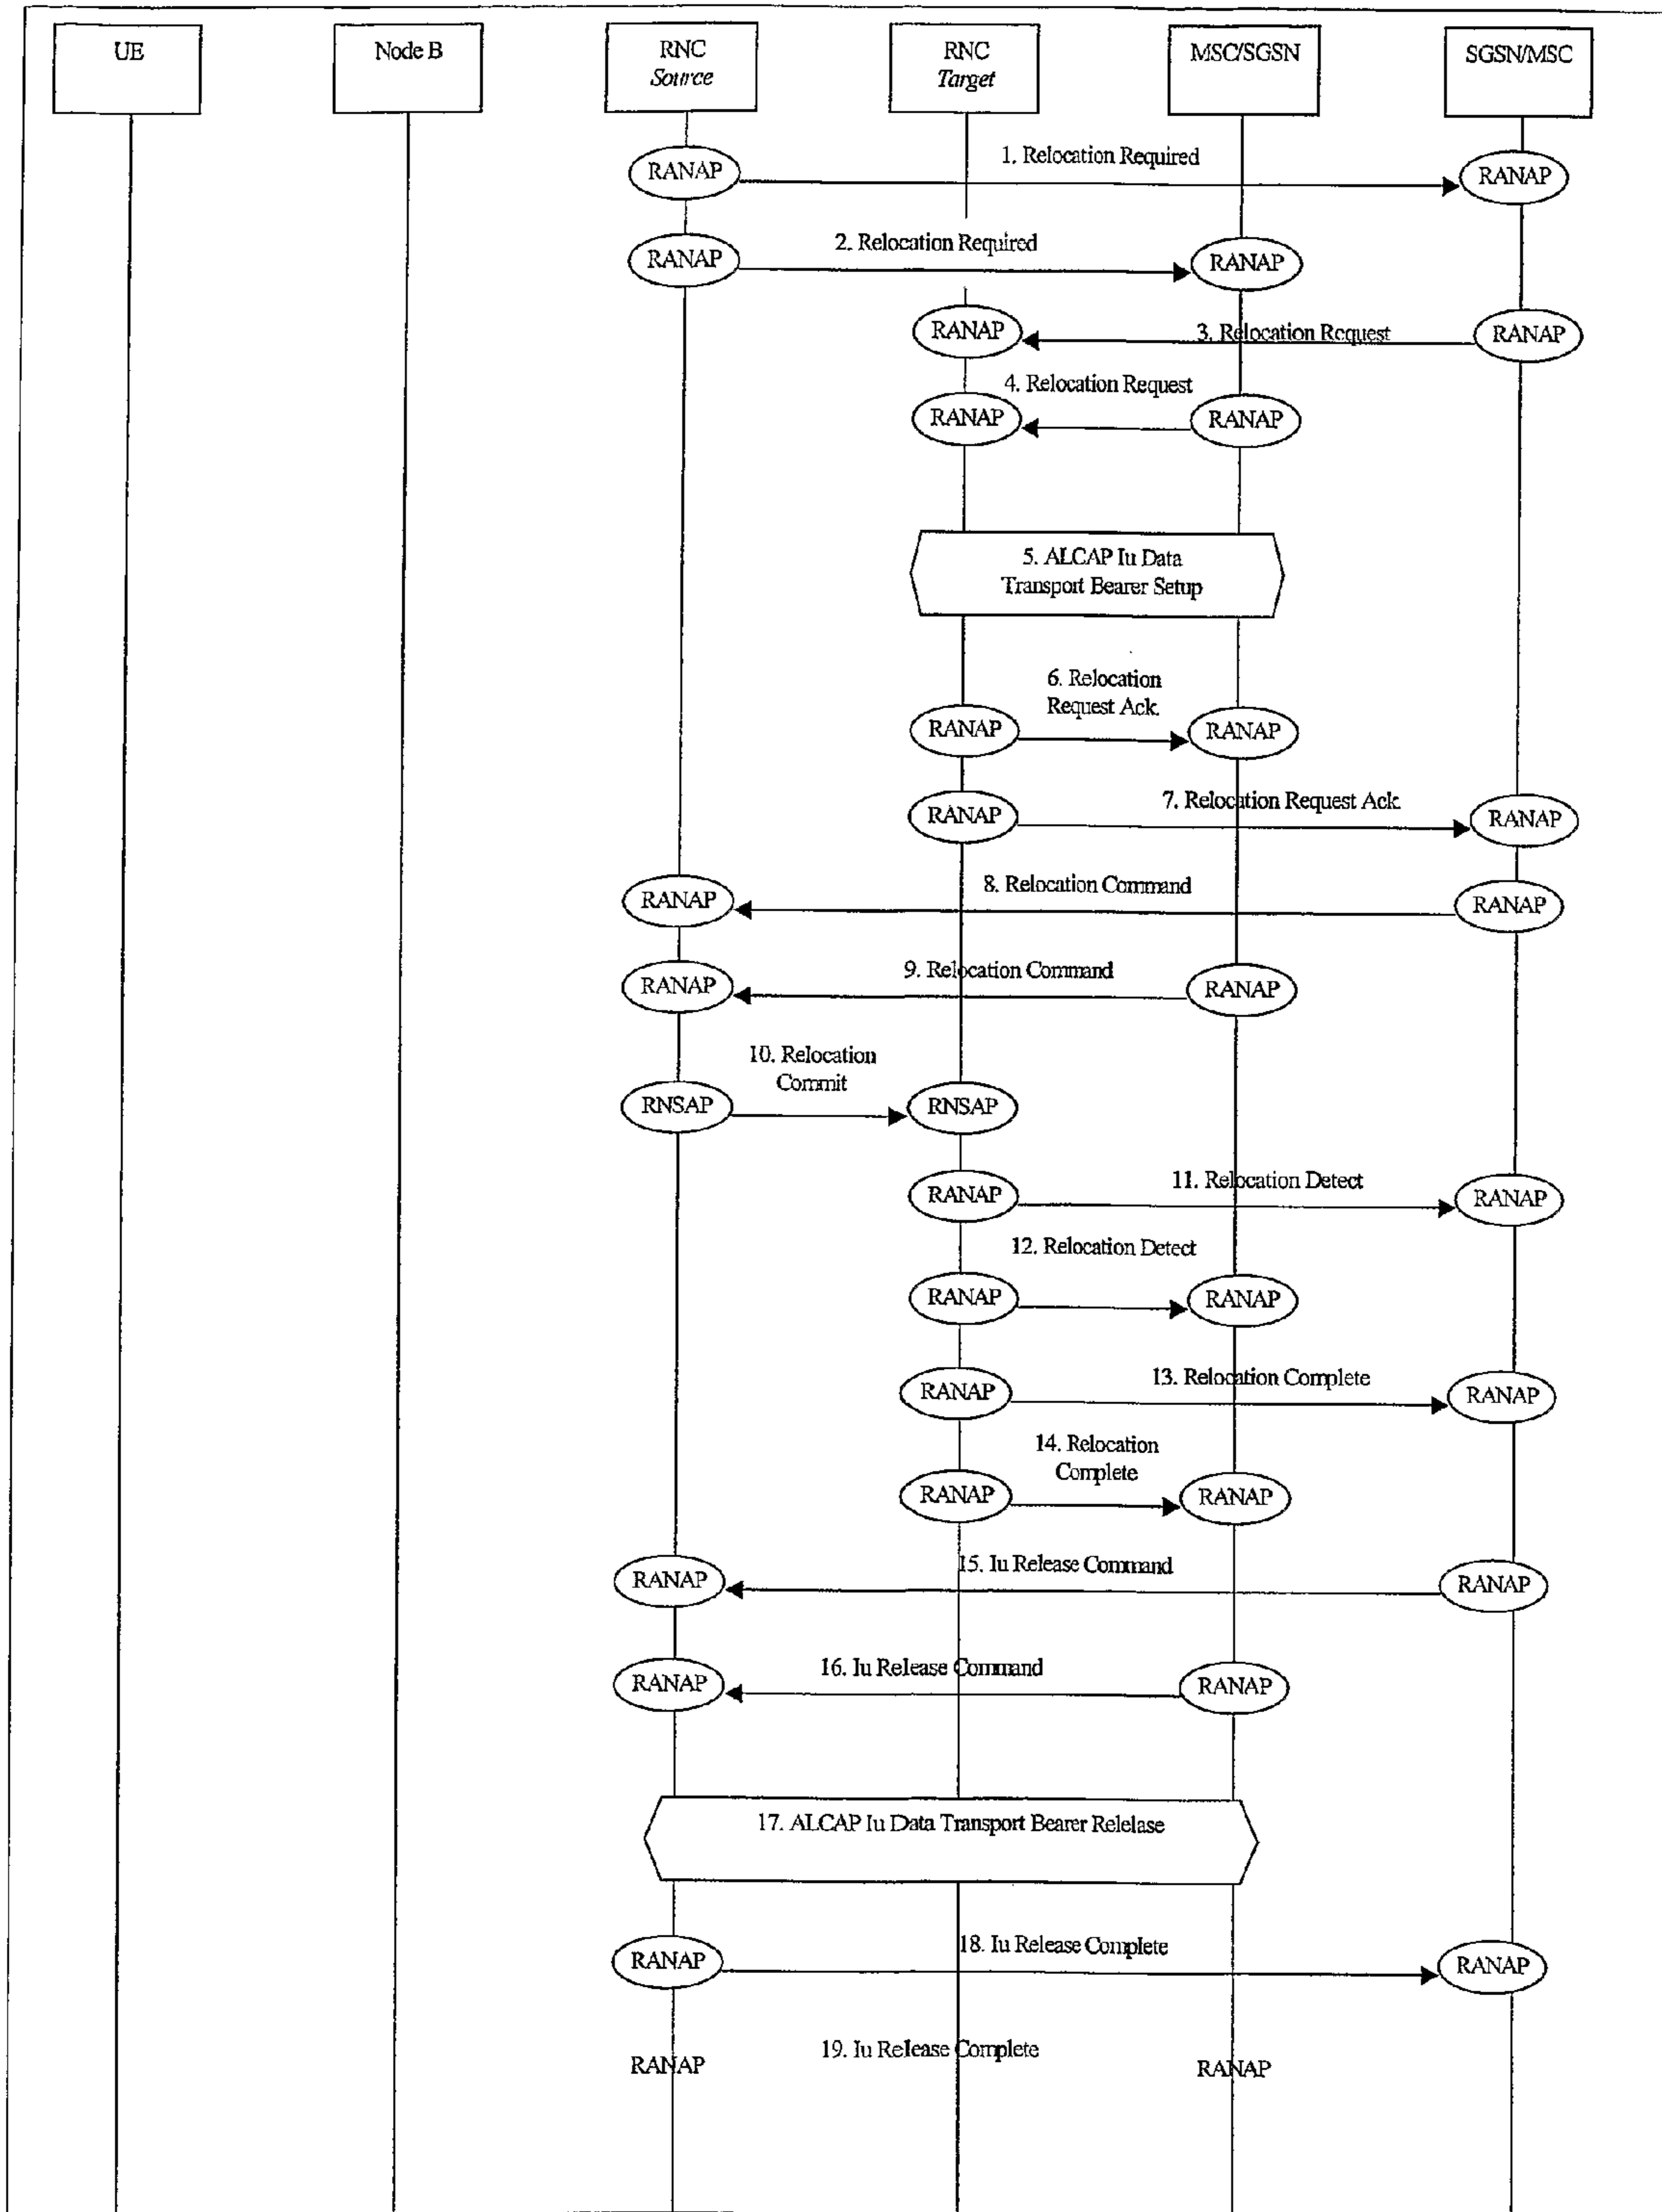 UE
Node B
RNC
Source
RNC
Target
MSC/SGSN
SGSN/MSC
1. Relocation Required
RANAP
RANAP
2. Relocation Required
RANAP
RANAP
RANAP
3. Relocation Request
RANAP
4. Relocation Request
RANAP
RANAP
5. ALCAP Iu Data
Transport Bearer Setup
6. Relocation
Request Ack.
RANAP
RANAP
7. Relocation Request Ack.
RANAP
RANAP
8. Relocation Command
RANAP
RANAP
9. Relocation Command
RANAP
RANAP
10. Relocation
Commit
RNSAP
RNSAP
11. Relocation Detect
RANAP
RANAP
12. Relocation Detect
RANAP
RANAP
13. Relocation Complete
RANAP
RANAP
14. Relocation
Complete
RANAP
RANAP
15. Iu Release Command
RANAP
RANAP
16. Iu Release Command
RANAP
RANAP
17. ALCAP Iu Data Transport Bearer Relelase
18. Iu Release Complete
RANAP
RANAP
19. Iu Release Complete
RANAP
RANAP